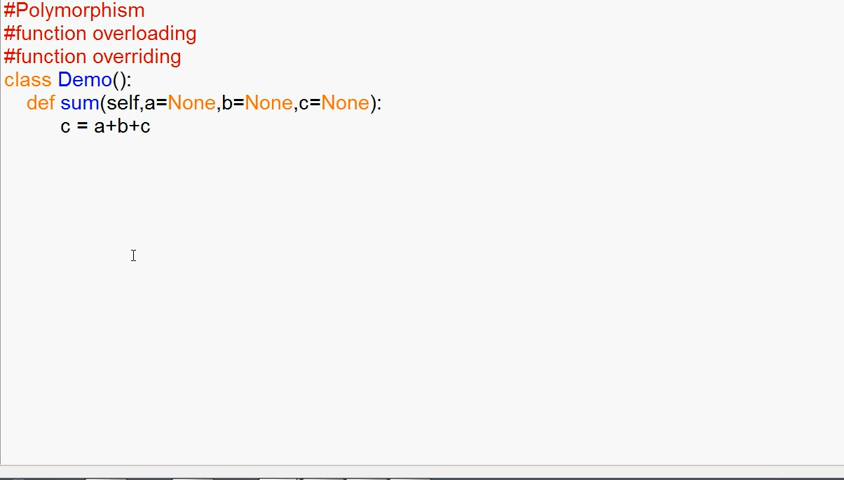 #Polymorphism
#function overloading
#function overriding
class Demo():
    def sum(self,a=None,b=None,c=None):
        c = a+b+c